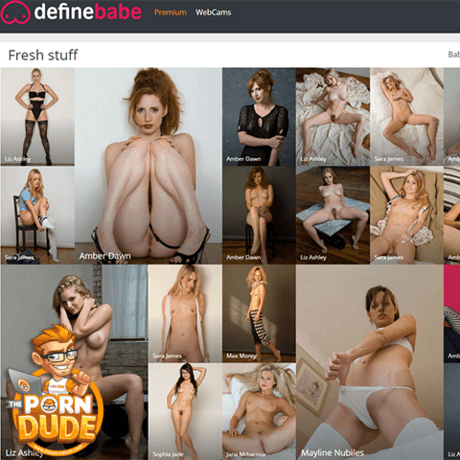 definebabe Premium WebCams
Fresh stuff
Bab
Liz Ashley
Amber Dawn
Liz Ashley
Sara James
Sara James
Amber Dawn
Amber Dawn
Liz Ashley
Sara James
Sara James
Mae Morey
THE PORN DUDE
Liz Ashley
Sophia Jade
Jana Mrhacova
Mayline Nubiles